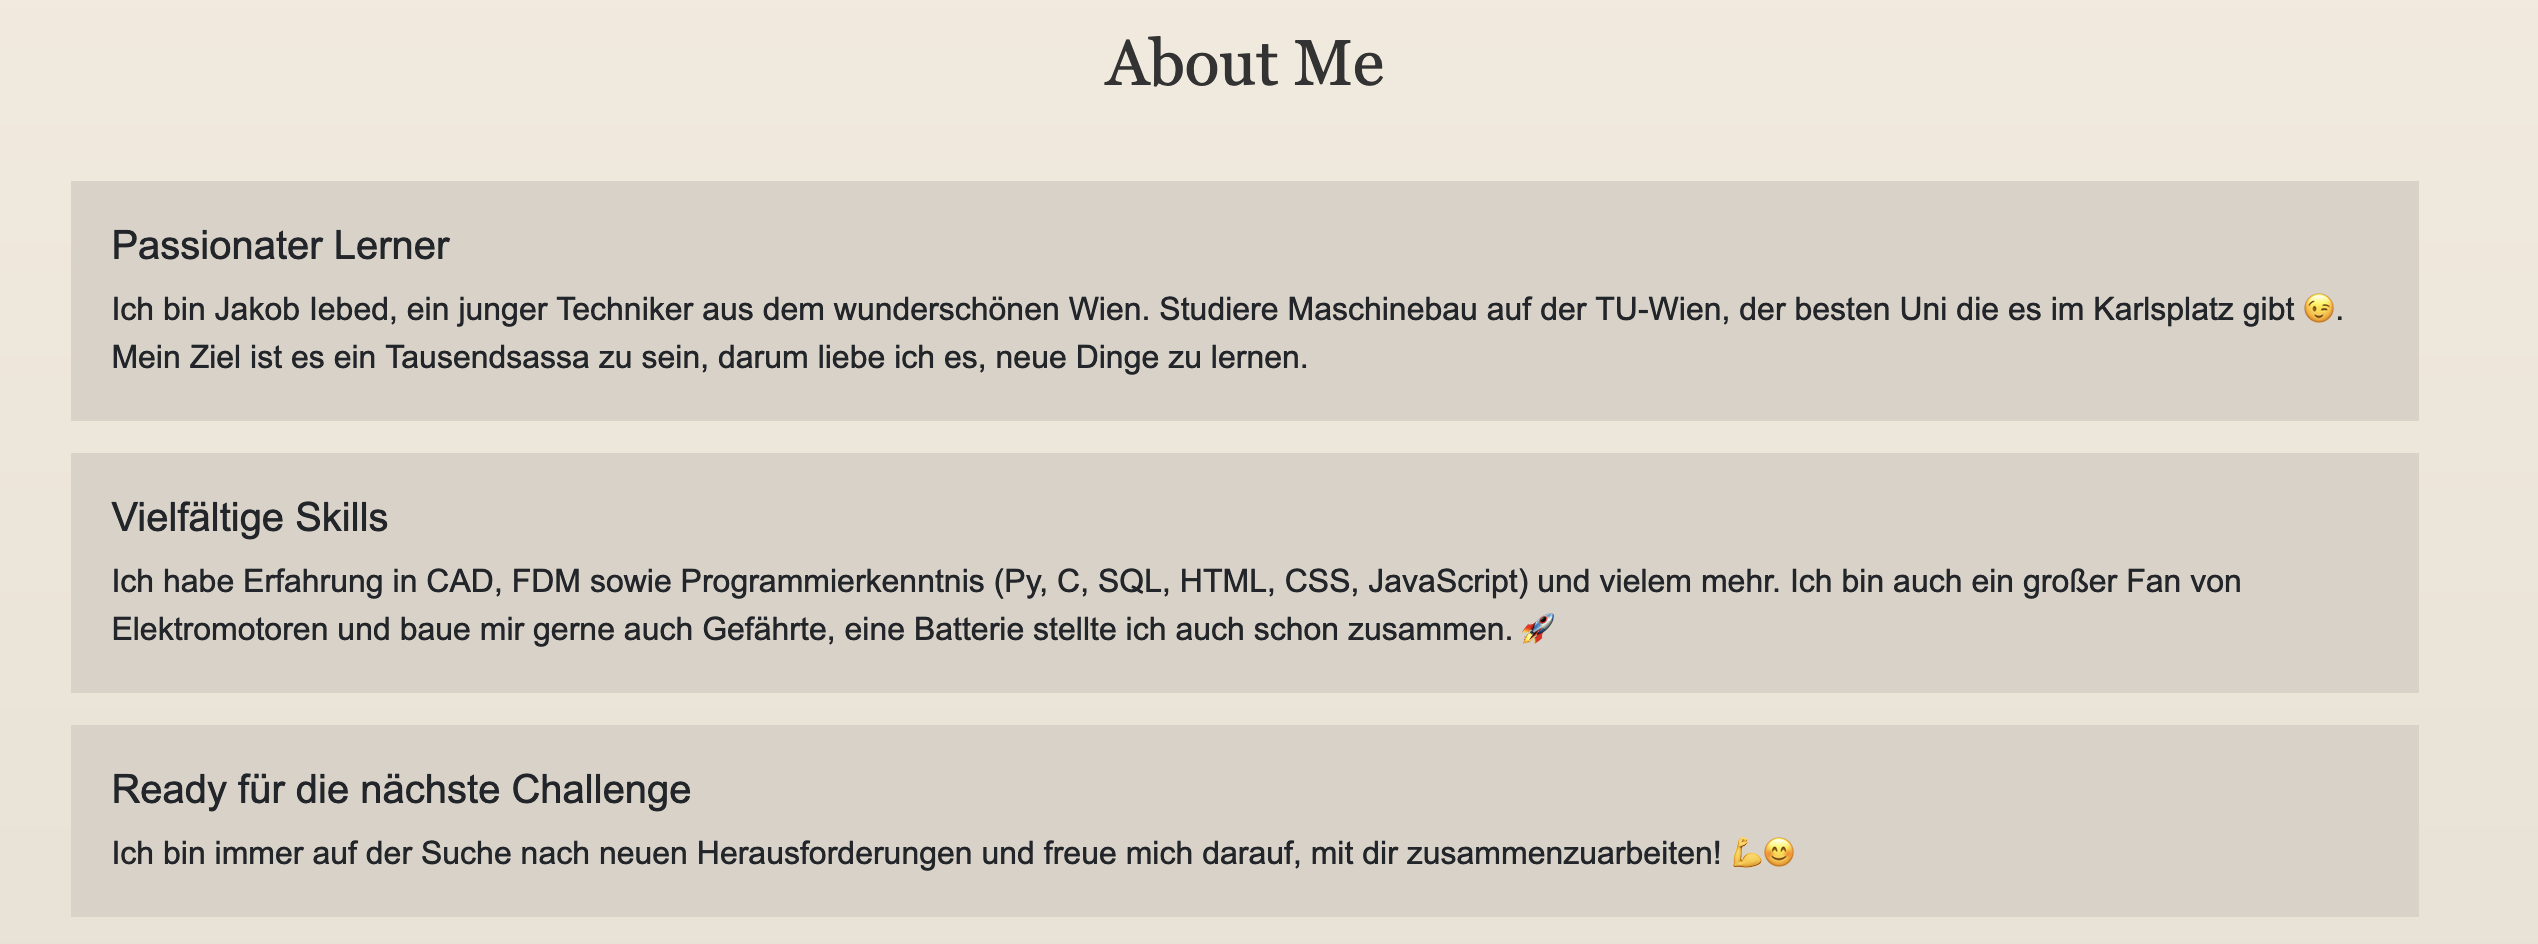 About Me
Passionater Lerner
Ich bin Jakob lebed, ein junger Techniker aus dem wunderschönen Wien. Studiere Maschinebau auf der TU-Wien, der besten Uni die es im Karlsplatz gibt 😉.
Mein Ziel ist es ein Tausendsassa zu sein, darum liebe ich es, neue Dinge zu lernen.
Vielfältige Skills
Ich habe Erfahrung in CAD, FDM sowie Programmierkenntnis (Py, C, SQL, HTML, CSS, JavaScript) und vielem mehr. Ich bin auch ein großer Fan von
Elektromotoren und baue mir gerne auch Gefährte, eine Batterie stellte ich auch schon zusammen. 🚀
Ready für die nächste Challenge
Ich bin immer auf der Suche nach neuen Herausforderungen und freue mich darauf, mit dir zusammenzuarbeiten! 💪😊